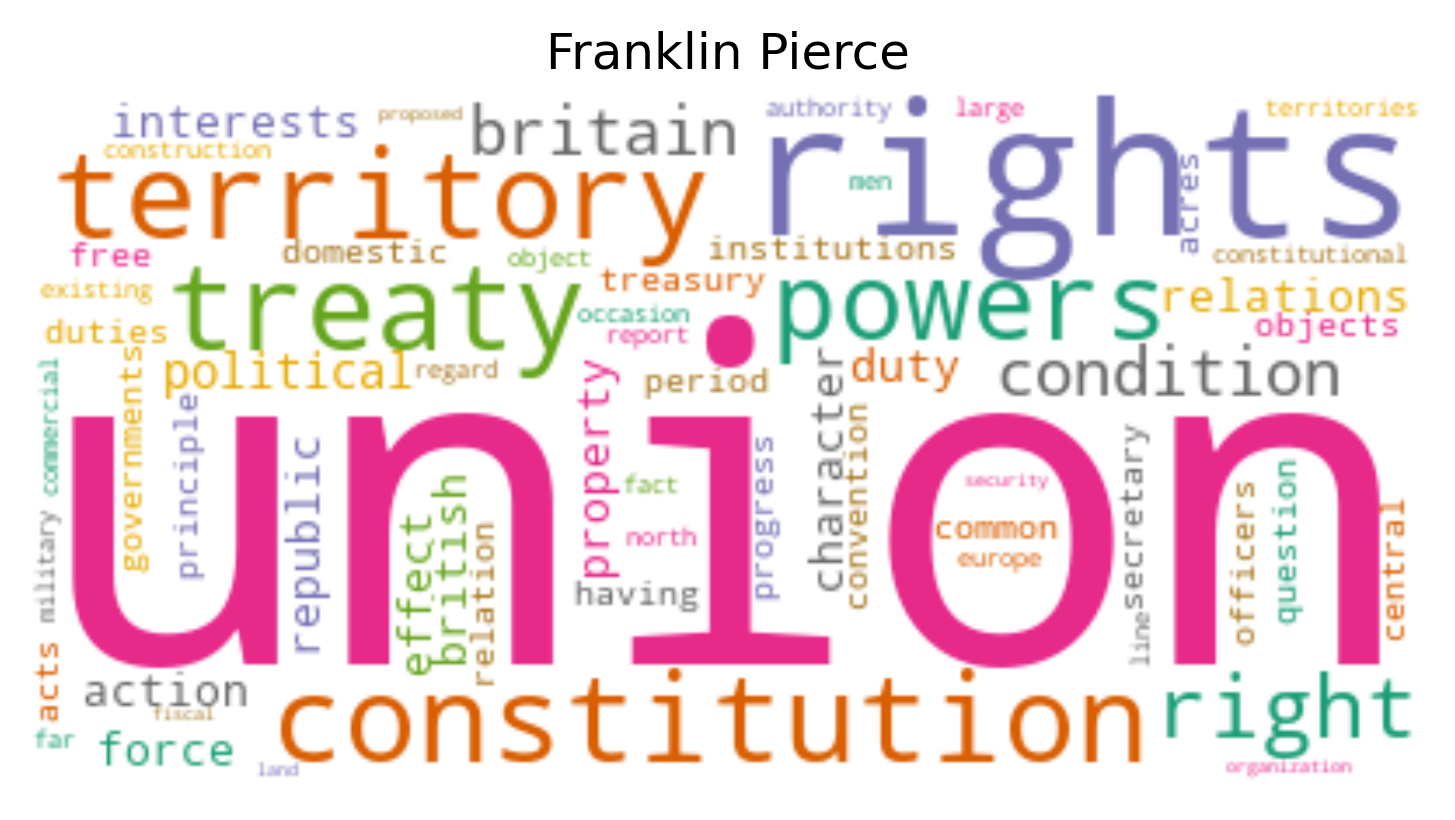 Franklin Pierce
interests
proposed
britain
authority
large
rights
territories
construction
territory
men
acres
free
domestic
object
institutions
constitutional
existing
treaty
treasury
powers
relations
occasion
duties
report
objects
political
regard
period
character
duty
condition
commercial
governments
principle
union
republic
property
progress
convention
secretary
officers
question
central
military
effect
british
relation
fact
north
having
security
common
europe
line
acts
action
fiscal
far
force
constitution
right
land
organization